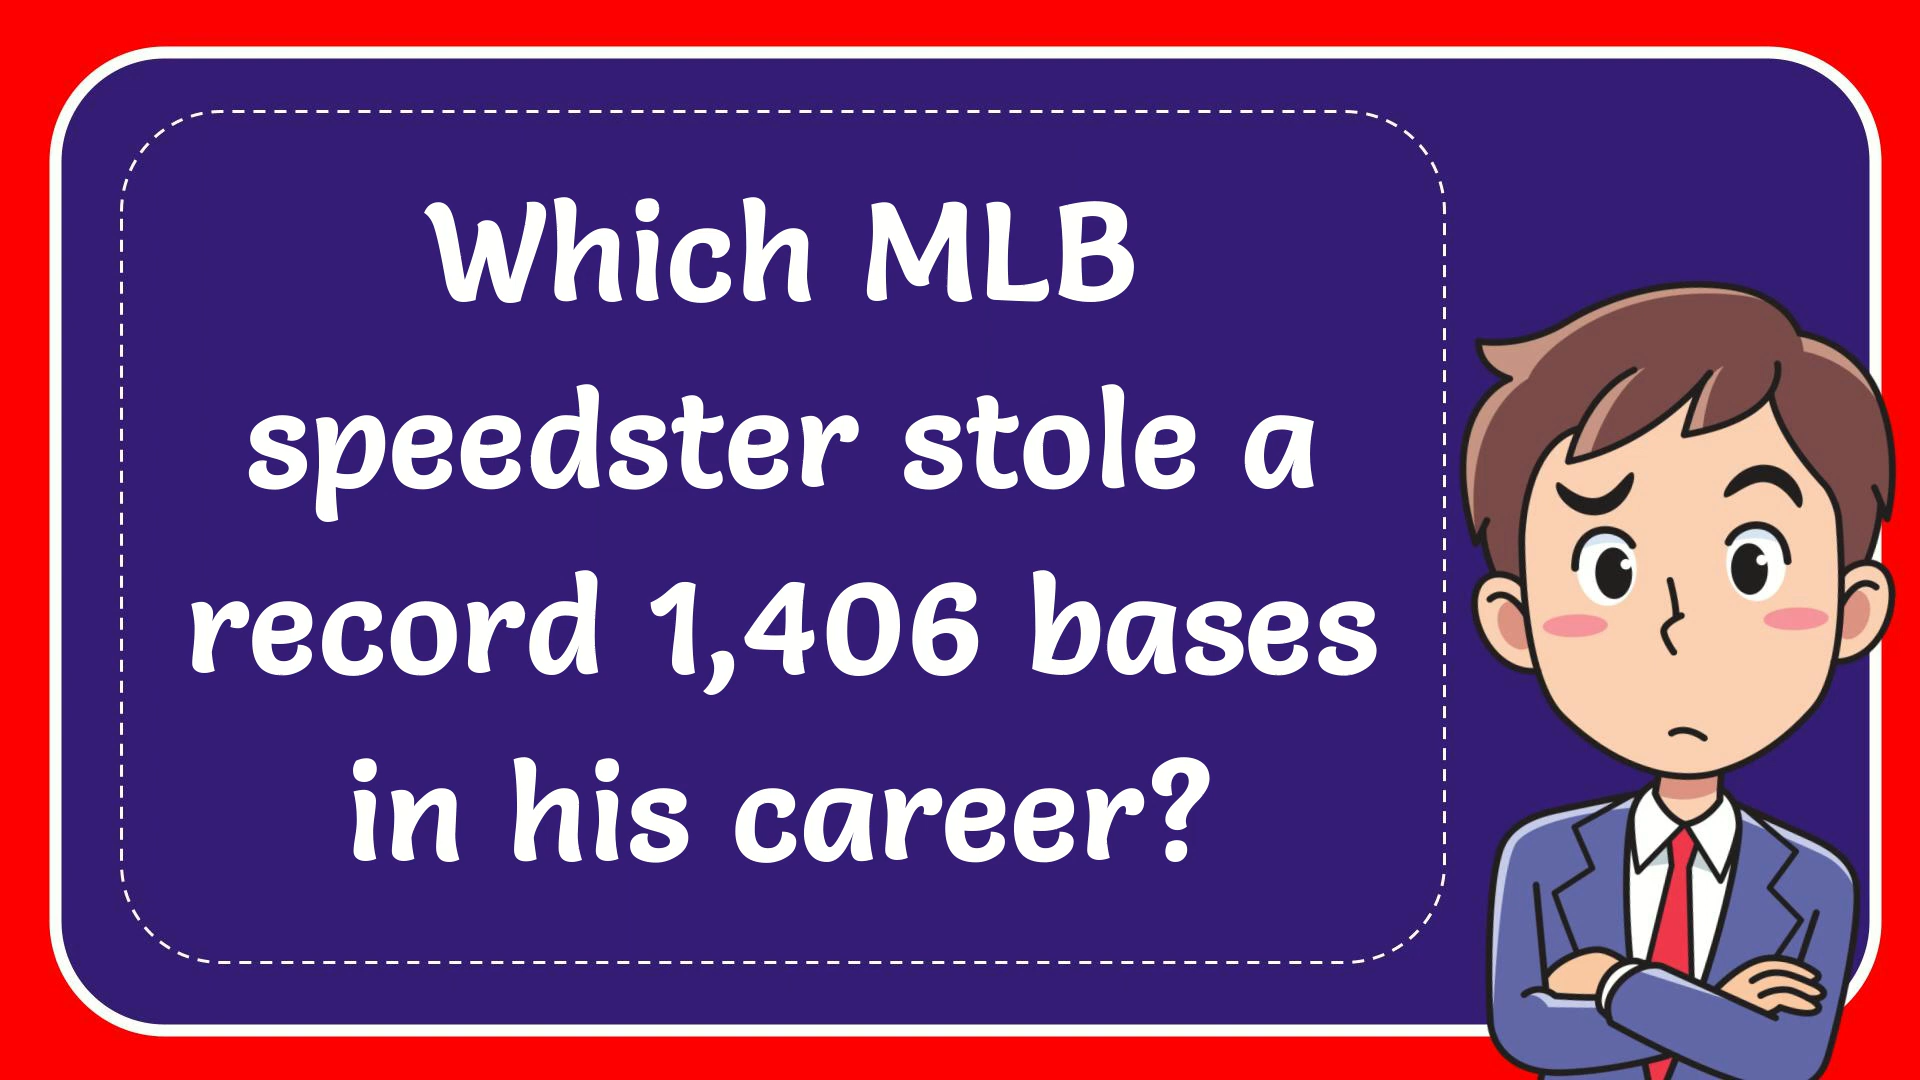 Which MLB
speedster stole a
record 1,406 bases
in his career?